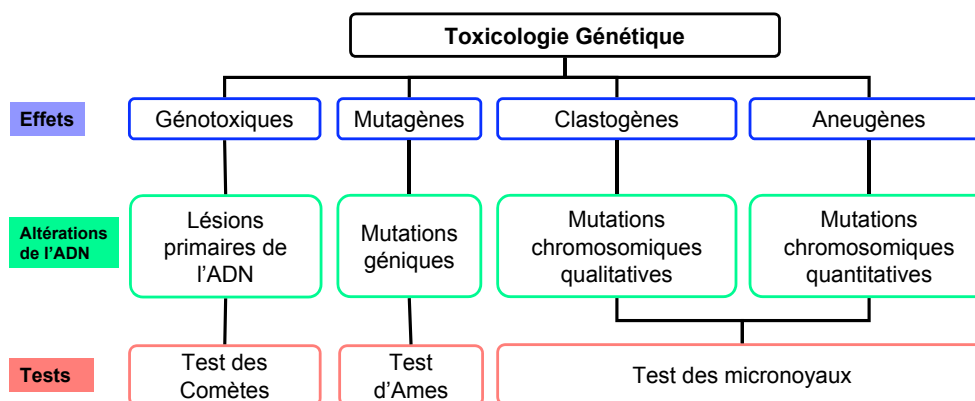 Toxicologie Génétique
Effets
Génotoxiques
Mutagènes
Clastogènes
Aneugènes
Altérations
de l'ADN
Lésions
primaires de
l'ADN
Mutations
géniques
Mutations
chromosomiques
qualitatives
Mutations
chromosomiques
quantitatives
Tests
Test des
Comètes
Test
d'Ames
Test des micronoyaux